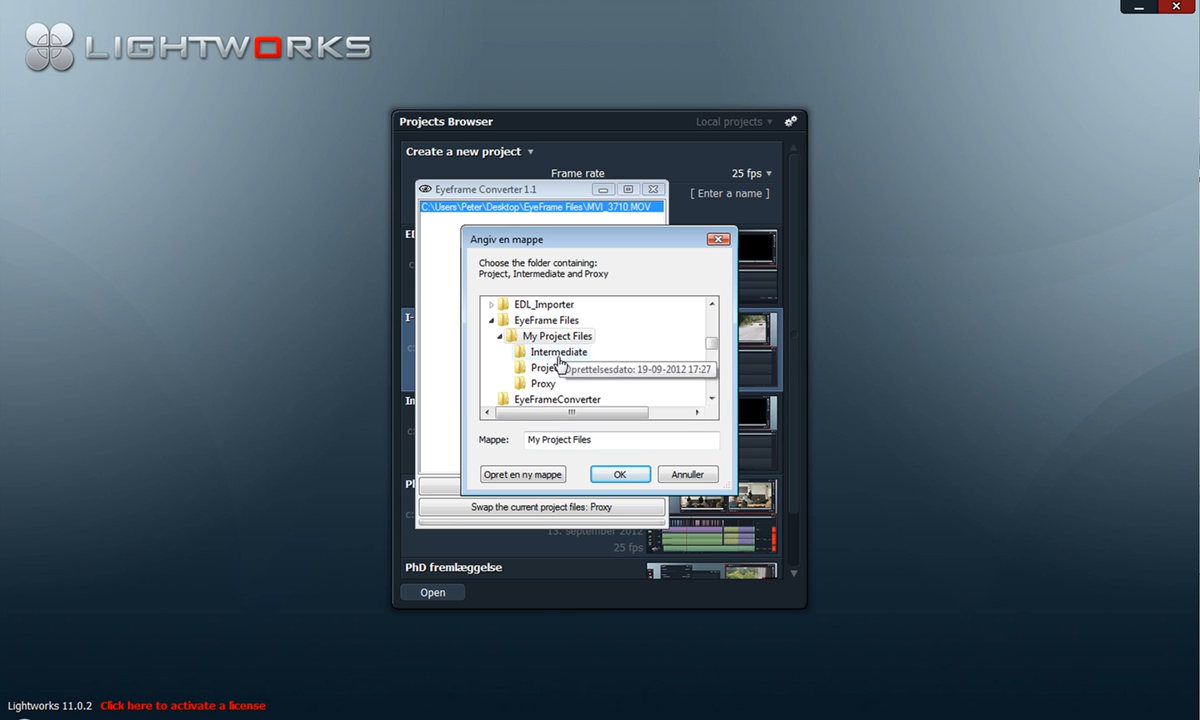 LIGHTWORKS
Projects Browser
Local projects
Create a new project
Frame rate
25 fps
Eyeframe Converter 1.1
[ Enter a name ]
C:\Users\Peter\Desktop\EyeFrame Files\MVI_3710.MOV
Angiv en mappe
Choose the folder containing:
Project, Intermediate and Proxy
EDL_Importer
EyeFrame Files
My Project Files
Intermediate
Oprettelsesdato: 19-09-2012 17:27
Proxy
EyeFrameConverter
Mappe:
My Project Files
Opret en ny mappe
OK
Annuller
Swap the current project files: Proxy
13. september 2012
25 fps
PhD fremlæggelse
Open
Lightworks 11.0.2
Click here to activate a license